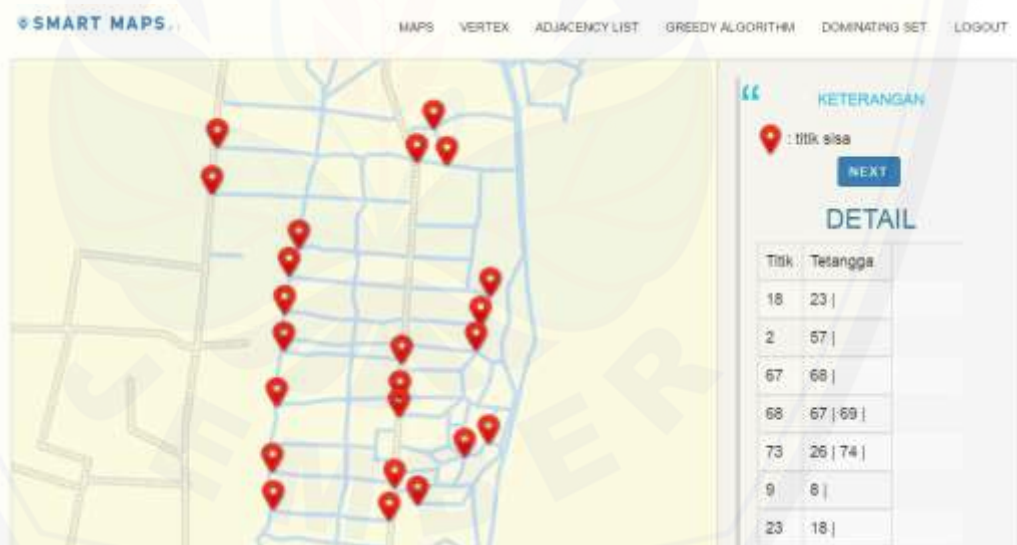 SMART MAPS
MAPS VERTEX ADJACENCY LIST GREEDY ALGORITHM DOMINATING SET LOGOUT
KETERANGAN
: titik sisa
NEXT
DETAIL
Titik Tetangga
18 23 |
2 57 |
67 68 |
68 67 | 69 |
73 26 | 74 |
9 8 |
23 18 |